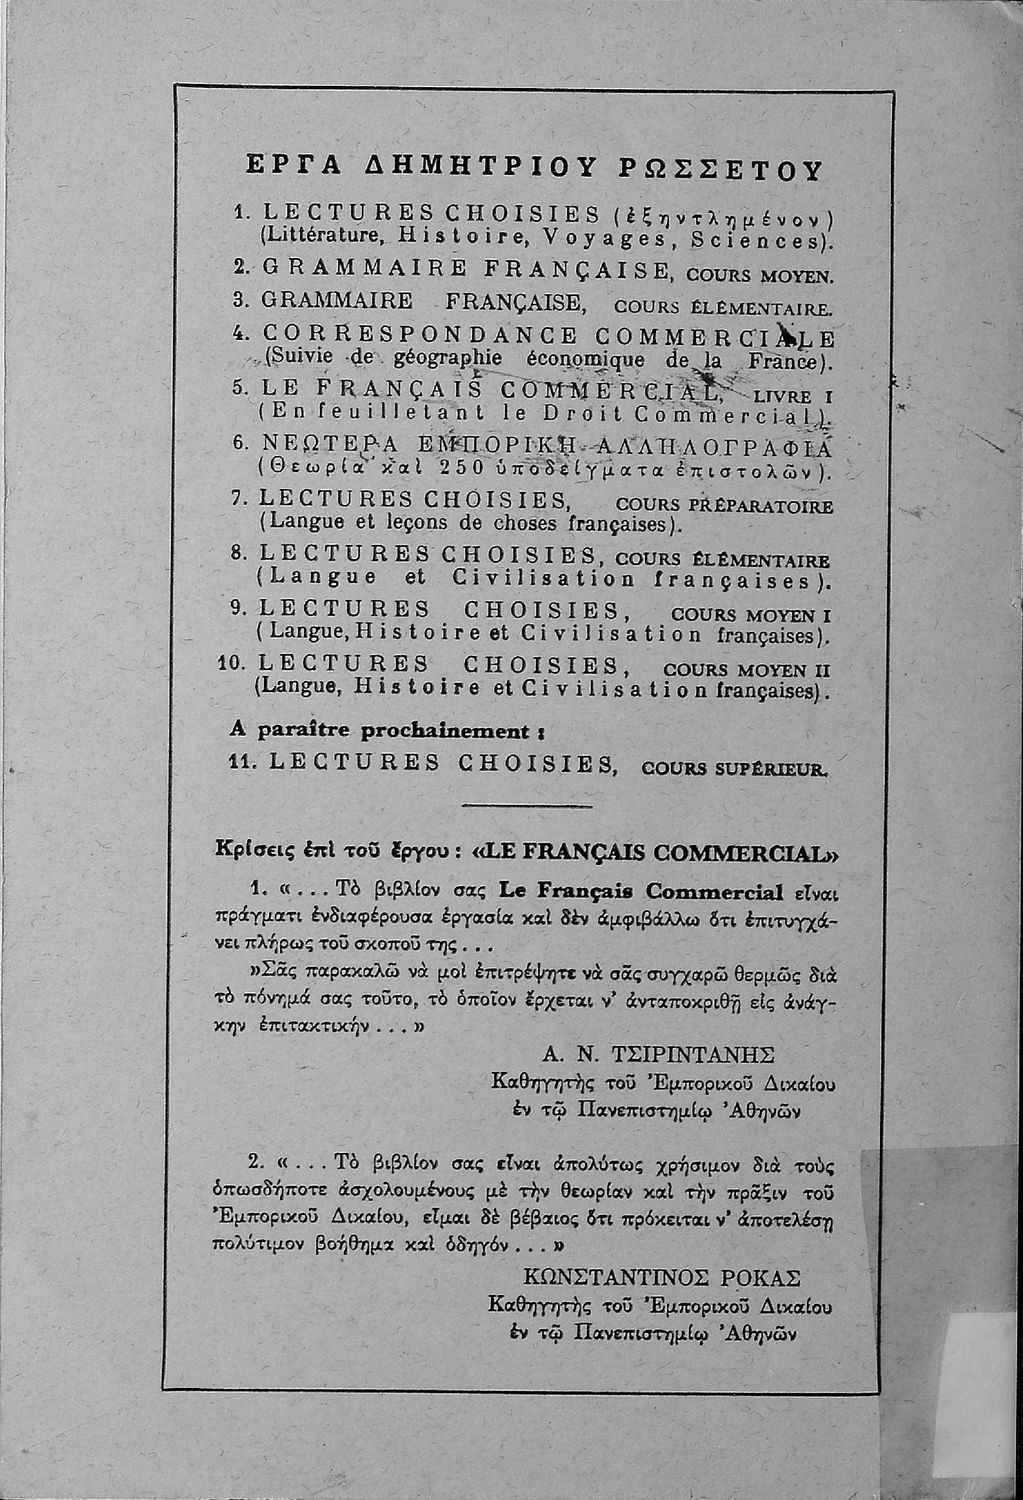 ΕΡΓΑ ΔΗΜΗΤΡΙΟΥ ΡΩΣΣΕΤΟΥ
1. LECTURES CHOISIES (ἐξηντλημένον)
(Littérature, Histoire, Voyages, Sciences).
2. GRAMMAIRE FRANÇAISE, COURS MOYEN.
3. GRAMMAIRE FRANÇAISE, COURS ÉLÉMENTAIRE.
4. CORRESPONDANCE COMMERCIALE
(Suivie de géographie économique de la France).
5. LE FRANÇAIS COMMERCIAL, LIVRE I
(En feuilletant le Droit Commercial).
6. ΝΕΩΤΕΡΑ ΕΜΠΟΡΙΚΗ ΑΛΛΗΛΟΓΡΑΦΙΑ
(Θεωρία καὶ 250 ὑποδείγματα ἐπιστολῶν).
7. LECTURES CHOISIES, COURS PRÉPARATOIRE
(Langue et leçons de choses françaises).
8. LECTURES CHOISIES, COURS ÉLÉMENTAIRE
(Langue et Civilisation françaises).
9. LECTURES CHOISIES, COURS MOYEN I
(Langue, Histoire et Civilisation françaises).
10. LECTURES CHOISIES, COURS MOYEN II
(Langue, Histoire et Civilisation françaises).
A paraître prochainement :
11. LECTURES CHOISIES, COURS SUPÉRIEUR.
Κρίσεις ἐπὶ τοῦ ἔργου : «LE FRANÇAIS COMMERCIAL»
1. «... Τὸ βιβλίον σας Le Français Commercial εἶναι
πράγματι ἐνδιαφέρουσα ἐργασία καὶ δὲν ἀμφιβάλλω ὅτι ἐπιτυγχά-
νει πλήρως τοῦ σκοποῦ της...
»Σᾶς παρακαλῶ νὰ μοὶ ἐπιτρέψητε νὰ σᾶς συγχαρῶ θερμῶς διὰ
τὸ πόνημά σας τοῦτο, τὸ ὁποῖον ἔρχεται ν' ἀνταποκριθῇ εἰς ἀνάγ-
κην ἐπιτακτικήν...»
Α. Ν. ΤΣΙΡΙΝΤΑΝΗΣ
Καθηγητὴς τοῦ Ἐμπορικοῦ Δικαίου
ἐν τῷ Πανεπιστημίῳ Ἀθηνῶν
2. «... Τὸ βιβλίον σας εἶναι ἀπολύτως χρήσιμον διὰ τοὺς
ὁπωσδήποτε ἀσχολουμένους μὲ τὴν θεωρίαν καὶ τὴν πρᾶξιν τοῦ
Ἐμπορικοῦ Δικαίου, εἶμαι δὲ βέβαιος ὅτι πρόκειται ν' ἀποτελέσῃ
πολύτιμον βοήθημα καὶ ὁδηγόν...»
ΚΩΝΣΤΑΝΤΙΝΟΣ ΡΟΚΑΣ
Καθηγητὴς τοῦ Ἐμπορικοῦ Δικαίου
ἐν τῷ Πανεπιστημίῳ Ἀθηνῶν